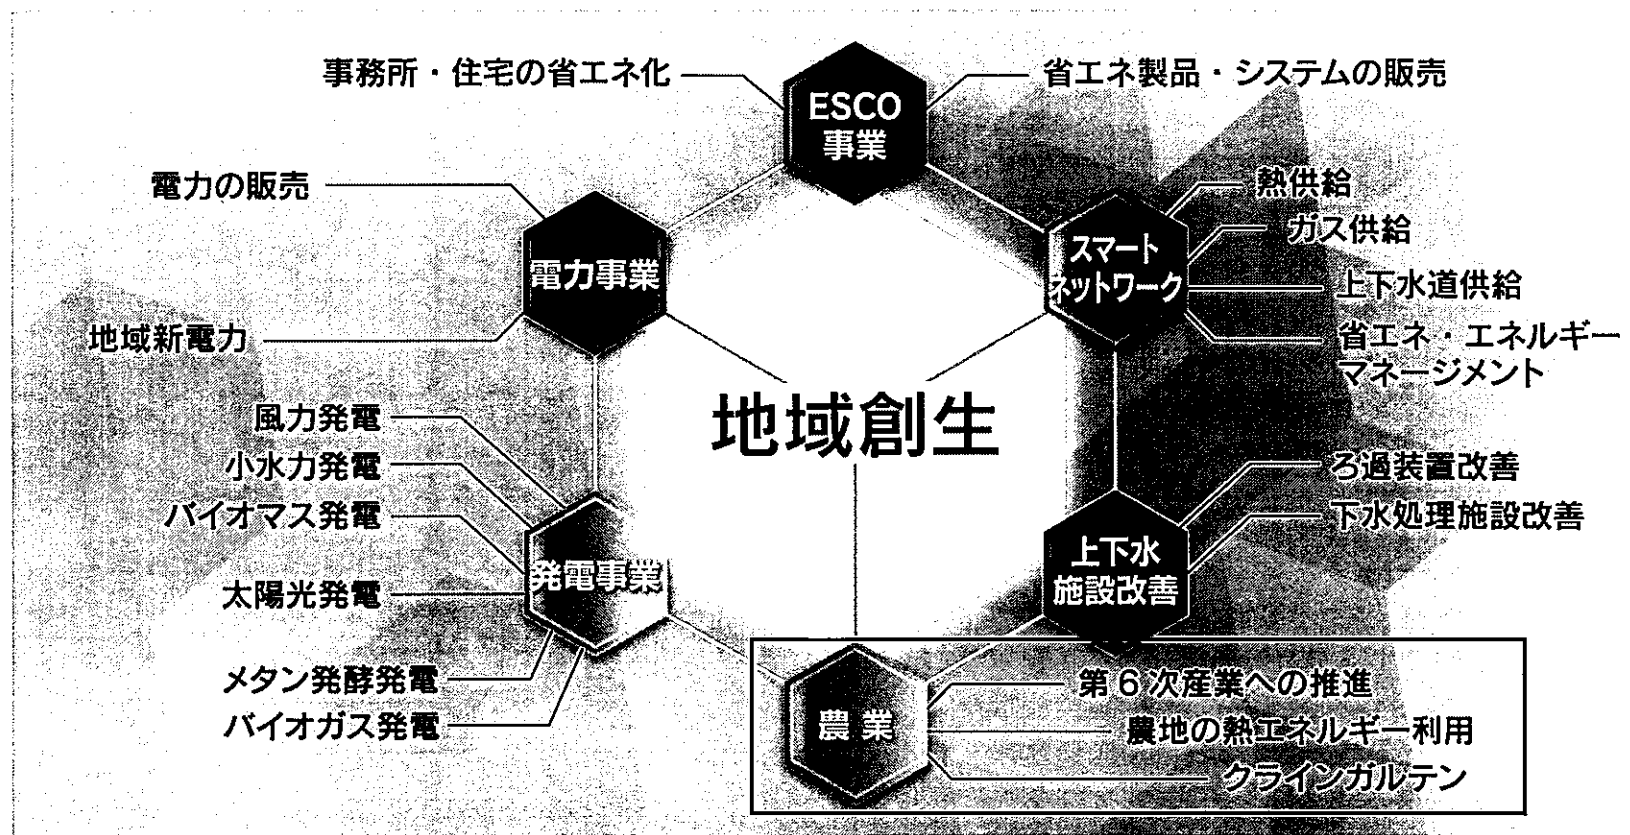 事務所・住宅の省エネ化
省エネ製品・システムの販売
ESCO
事業
電力の販売
電力事業
地域新電力
熱供給
ガス供給
上下水道供給
省エネ・エネルギー
マネージメント
スマート
ネットワーク
地域創生
風力発電
小水力発電
バイオマス発電
太陽光発電
メタン発酵発電
バイオガス発電
発電事業
ろ過装置改善
下水処理施設改善
上下水
施設改善
農業
第6次産業への推進
農地の熱エネルギー利用
クラインガルテン